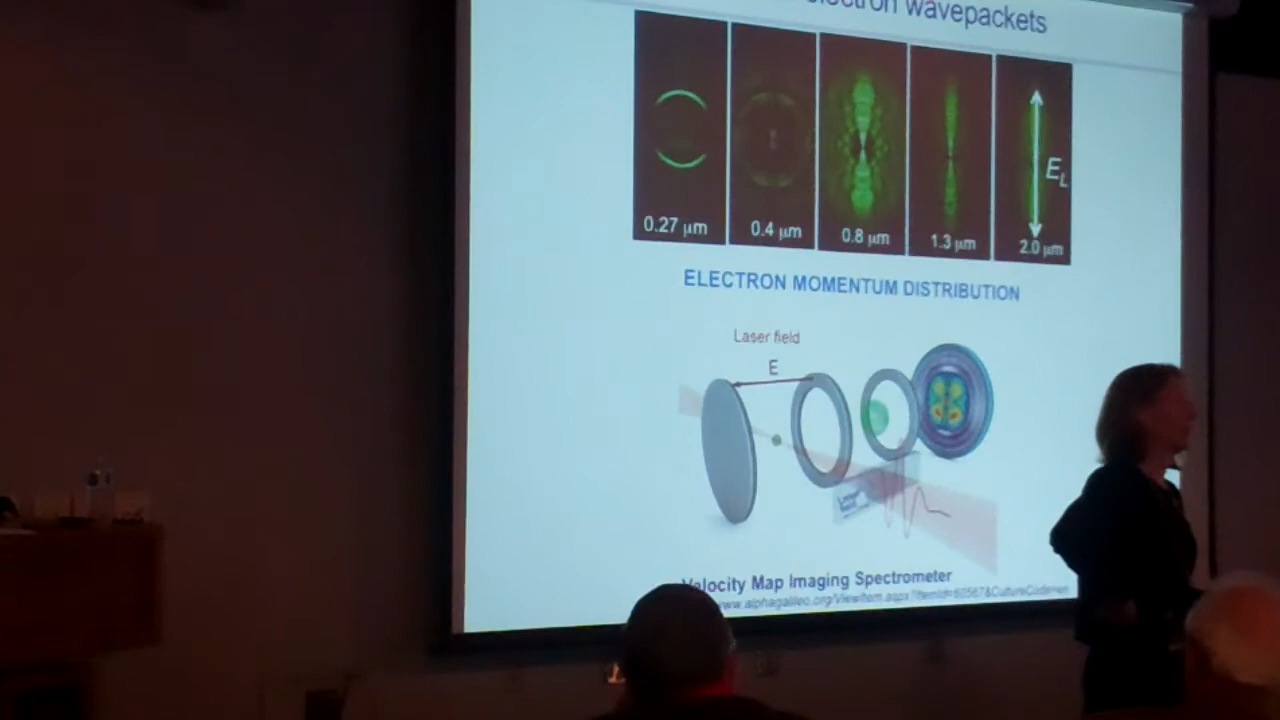 electron wavepackets
0.27 μm
0.4 μm
0.8 μm
1.3 μm
2.0 μm
E_L
ELECTRON MOMENTUM DISTRIBUTION
Laser field
E
Velocity Map Imaging Spectrometer
www.alphagalileo.org/ViewItem.aspx?ItemId=60567&CultureCode=en